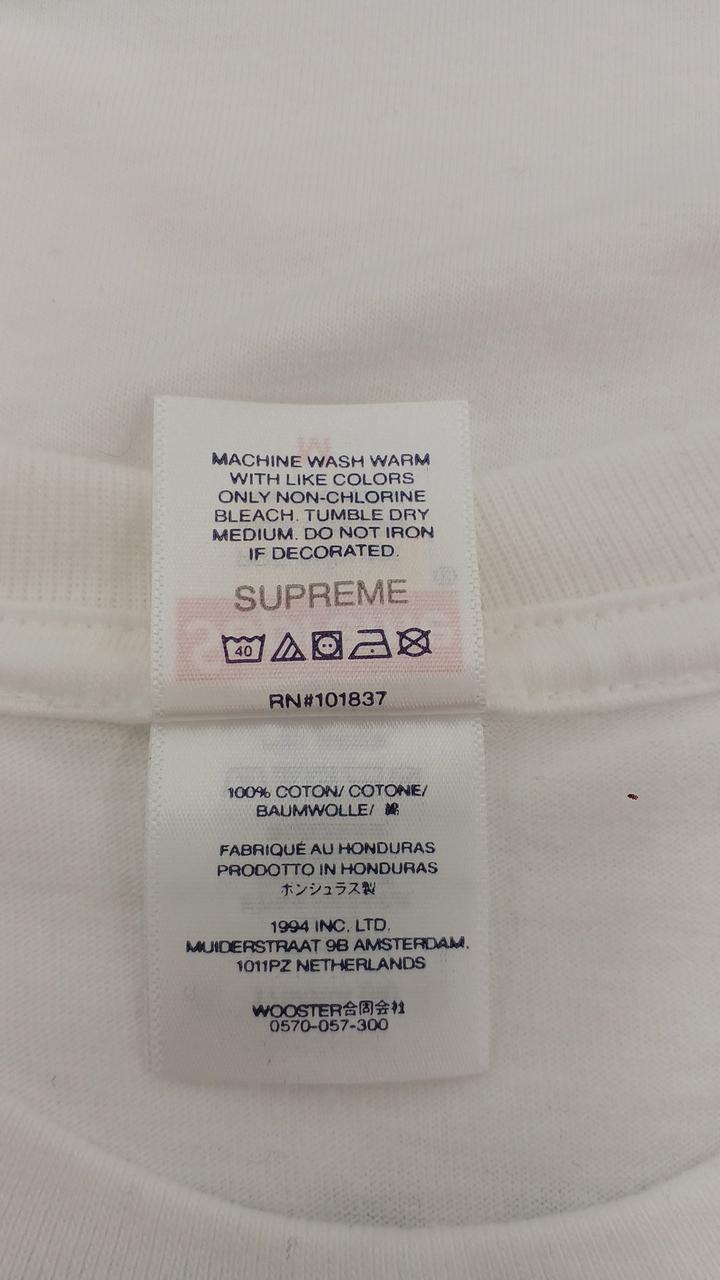 MACHINE WASH WARM
WITH LIKE COLORS
ONLY NON-CHLORINE
BLEACH. TUMBLE DRY
MEDIUM. DO NOT IRON
IF DECORATED.
SUPREME
40
RN#101837
100% COTON/ COTONE/
BAUMWOLLE/ 綿
FABRIQUÉ AU HONDURAS
PRODOTTO IN HONDURAS
ホンジュラス製
1994 INC. LTD.
MUIDERSTRAAT 9B AMSTERDAM.
1011PZ NETHERLANDS
WOOSTER合同会社
0570-057-300